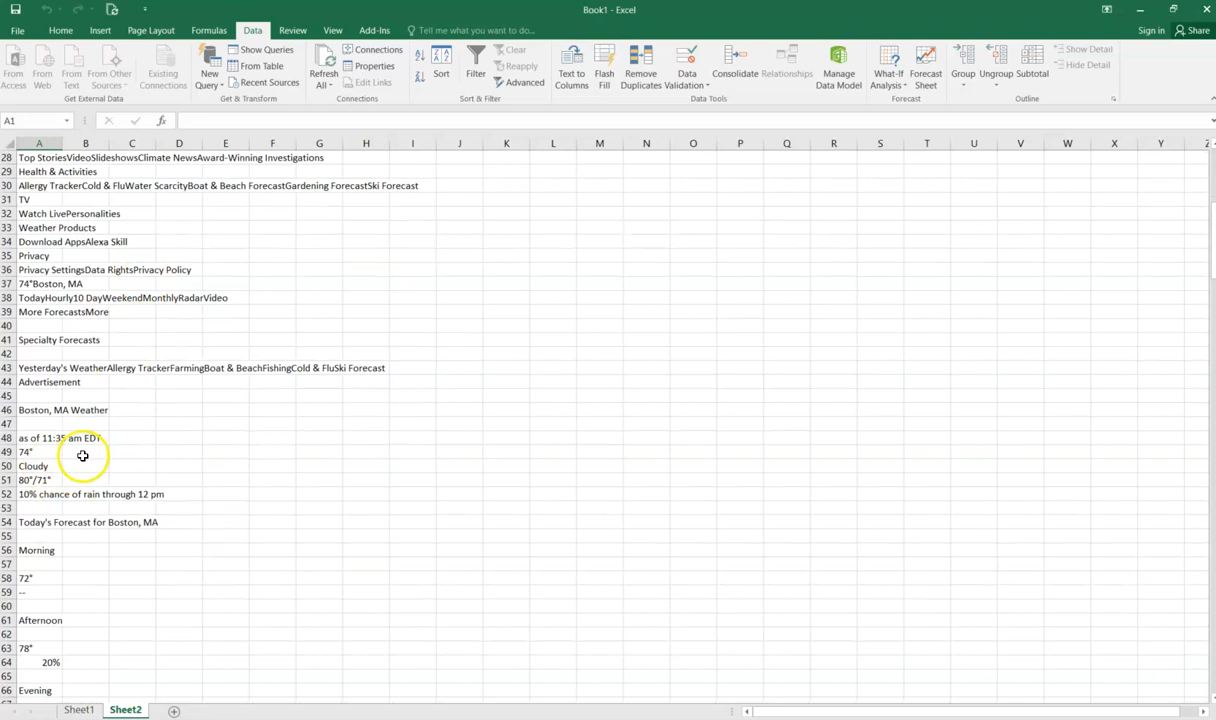 Book1 - Excel
File Home Insert Page Layout Formulas Data Review View Add-Ins Tell me what you want to do... Sign in Share
From Access
From Web
From Text
From Other Sources
Existing Connections
Get External Data
New Query
Show Queries
From Table
Recent Sources
Get & Transform
Refresh All
Connections
Properties
Edit Links
Connections
Sort
Filter
Clear
Reapply
Advanced
Sort & Filter
Text to Columns
Flash Fill
Remove Duplicates
Data Validation
Consolidate
Relationships
Manage Data Model
Data Tools
What-If Analysis
Forecast Sheet
Forecast
Group
Ungroup
Subtotal
Show Detail
Hide Detail
Outline
A1 fx
A B C D E F G H I J K L M N O P Q R S T U V W X Y Z
28 Top StoriesVideoSlideshowsClimate NewsAward-Winning Investigations
29 Health & Activities
30 Allergy TrackerCold & FluWater ScarcityBoat & Beach ForecastGardening ForecastSki Forecast
31 TV
32 Watch LivePersonalities
33 Weather Products
34 Download AppsAlexa Skill
35 Privacy
36 Privacy SettingsData RightsPrivacy Policy
37 74°Boston, MA
38 TodayHourly10 DayWeekendMonthlyRadarVideo
39 More ForecastsMore
40
41 Specialty Forecasts
42
43 Yesterday's WeatherAllergy TrackerFarmingBoat & BeachFishingCold & FluSki Forecast
44 Advertisement
45
46 Boston, MA Weather
47
48 as of 11:35 am EDT
49 74°
50 Cloudy
51 80°/71°
52 10% chance of rain through 12 pm
53
54 Today's Forecast for Boston, MA
55
56 Morning
57
58 72°
59 --
60
61 Afternoon
62
63 78°
64 20%
65
66 Evening
Sheet1 Sheet2